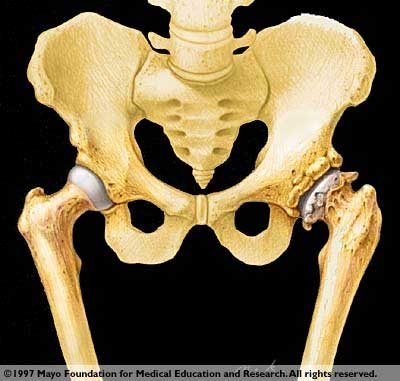 ©1997 Mayo Foundation for Medical Education and Research. All rights reserved.